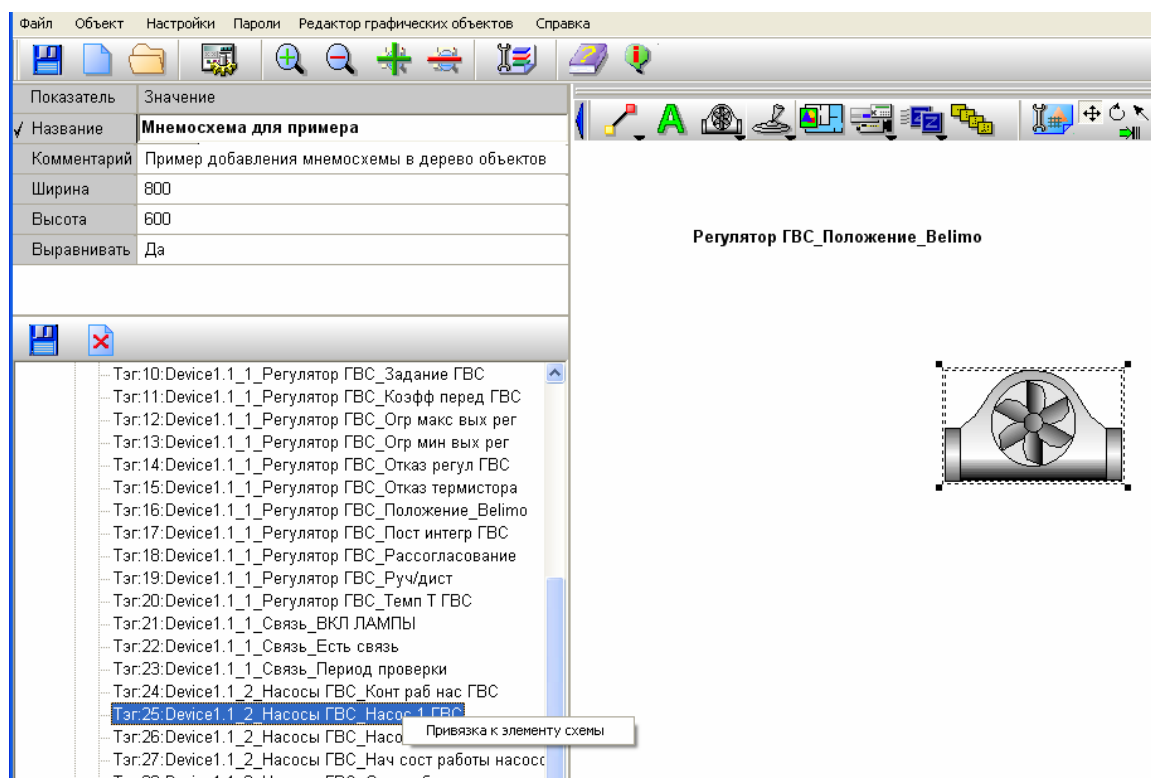 Файл Объект Настройки Пароли Редактор графических объектов Справка
Показатель Значение
Название Мнемосхема для примера
Комментарий Пример добавления мнемосхемы в дерево объектов
Ширина 800
Высота 600
Выравнивать Да
Регулятор ГВС_Положение_Belimo
Тэг:10:Device1.1_1_Регулятор ГВС_Задание ГВС
Тэг:11:Device1.1_1_Регулятор ГВС_Коэфф перед ГВС
Тэг:12:Device1.1_1_Регулятор ГВС_Огр макс вых рег
Тэг:13:Device1.1_1_Регулятор ГВС_Огр мин вых рег
Тэг:14:Device1.1_1_Регулятор ГВС_Отказ регул ГВС
Тэг:15:Device1.1_1_Регулятор ГВС_Отказ термистора
Тэг:16:Device1.1_1_Регулятор ГВС_Положение_Belimo
Тэг:17:Device1.1_1_Регулятор ГВС_Пост интегр ГВС
Тэг:18:Device1.1_1_Регулятор ГВС_Рассогласование
Тэг:19:Device1.1_1_Регулятор ГВС_Руч/дист
Тэг:20:Device1.1_1_Регулятор ГВС_Темп Т ГВС
Тэг:21:Device1.1_1_Связь_ВКЛ ЛАМПЫ
Тэг:22:Device1.1_1_Связь_Есть связь
Тэг:23:Device1.1_1_Связь_Период проверки
Тэг:24:Device1.1_2_Насосы ГВС_Конт раб нас ГВС
Тэг:25:Device1.1_2_Насосы ГВС_Насос 1 ГВС
Привязка к элементу схемы
Тэг:26:Device1.1_2_Насосы ГВС_Насо
Тэг:27:Device1.1_2_Насосы ГВС_Нач сост работы насосо